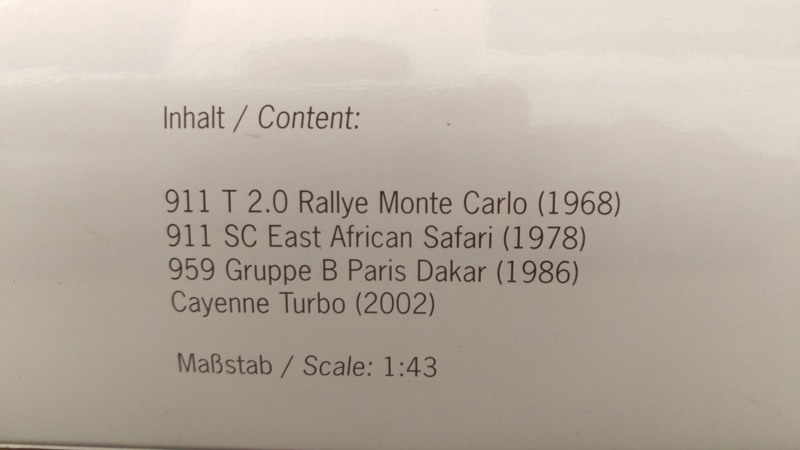 Inhalt / Content:
911 T 2.0 Rallye Monte Carlo (1968)
911 SC East African Safari (1978)
959 Gruppe B Paris Dakar (1986)
Cayenne Turbo (2002)
Maßstab / Scale: 1:43